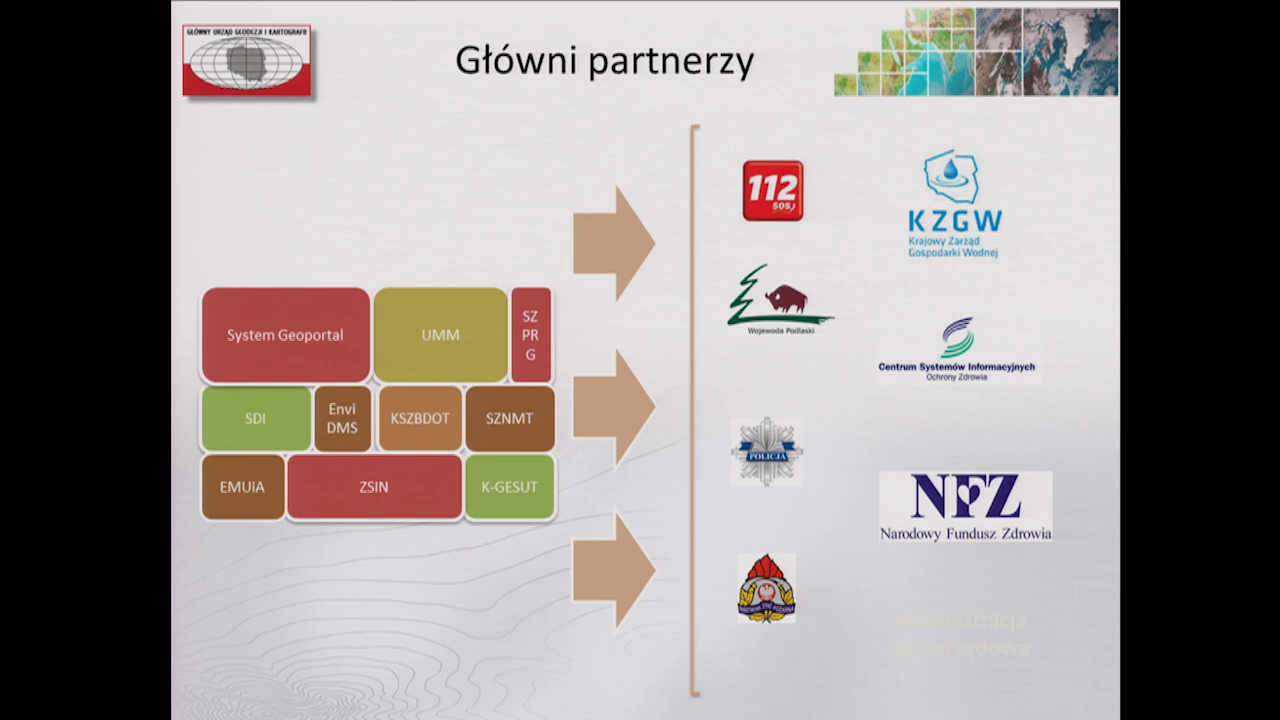 GŁÓWNY URZĄD GEODEZJI I KARTOGRAFII
Główni partnerzy
System Geoportal
UMM
SZ
PR
G
SDI
Envi
DMS
KSZBDOT
SZNMT
EMUiA
ZSIN
K-GESUT
112
SOS
KZGW
Krajowy Zarząd
Gospodarki Wodnej
Wojewoda Podlaski
Centrum Systemów Informacyjnych
Ochrony Zdrowia
POLICJA
NFZ
Narodowy Fundusz Zdrowia